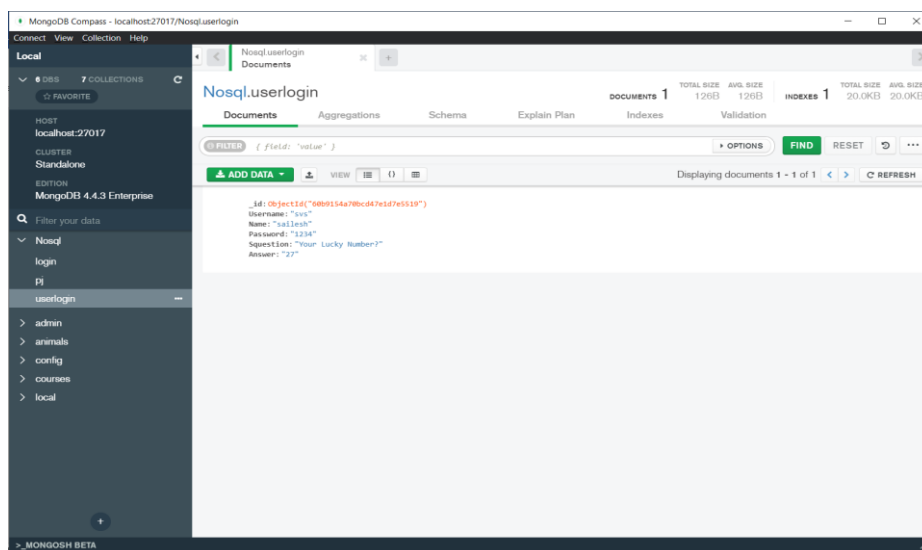 MongoDB Compass - localhost:27017/Nosql.userlogin
Connect View Collection Help
Local
6 DBS 7 COLLECTIONS
FAVORITE
HOST
localhost:27017
CLUSTER
Standalone
EDITION
MongoDB 4.4.3 Enterprise
Filter your data
Nosql
login
pj
userlogin
admin
animals
config
courses
local
>_MONGOSH BETA
Nosql.userlogin
Documents
Nosql.userlogin
DOCUMENTS 1 TOTAL SIZE 126B AVG. SIZE 126B INDEXES 1 TOTAL SIZE 20.0KB AVG. SIZE 20.0KB
Documents Aggregations Schema Explain Plan Indexes Validation
FILTER { field: 'value' } OPTIONS FIND RESET
ADD DATA VIEW Displaying documents 1 - 1 of 1 REFRESH
_id: ObjectId("60b9154a70bcd47e1d7e5519")
Username: "svs"
Name: "sailesh"
Password: "1234"
Squestion: "Your Lucky Number?"
Answer: "27"